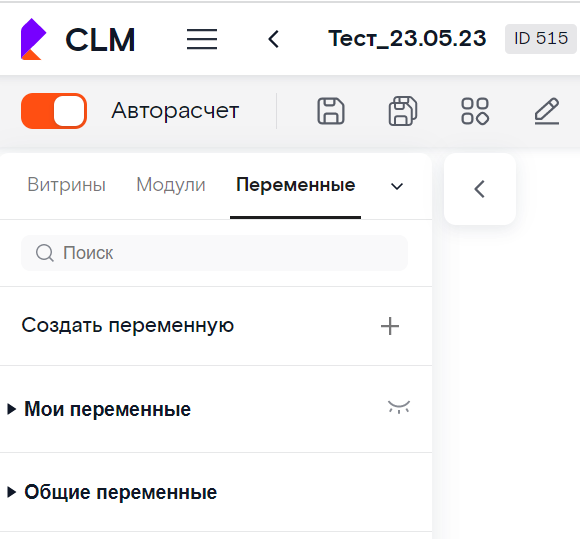 CLM
Тест_23.05.23
ID 515
Авторасчет
Витрины Модули Переменные
Поиск
Создать переменную
Мои переменные
Общие переменные